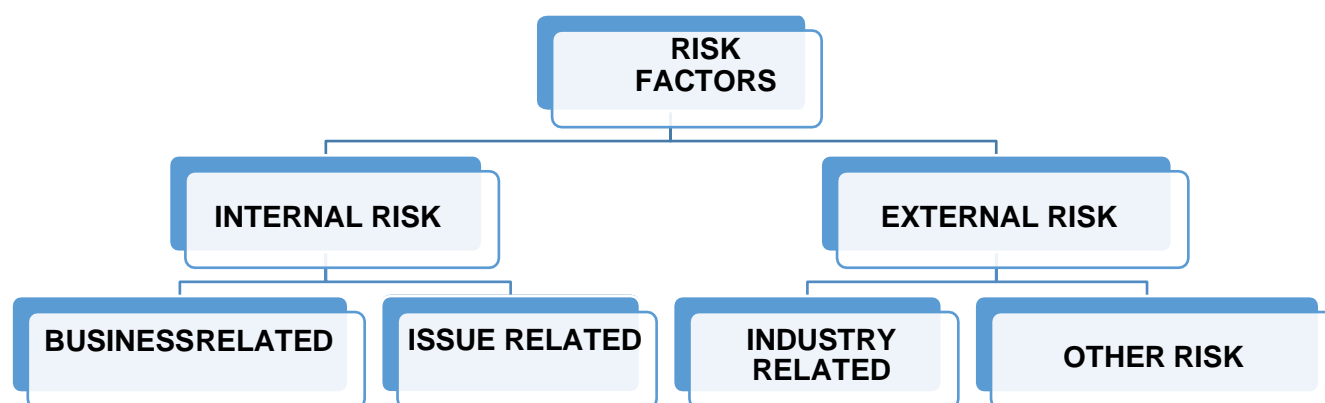 RISK
FACTORS
INTERNAL RISK
EXTERNAL RISK
BUSINESSRELATED
ISSUE RELATED
INDUSTRY
RELATED
OTHER RISK